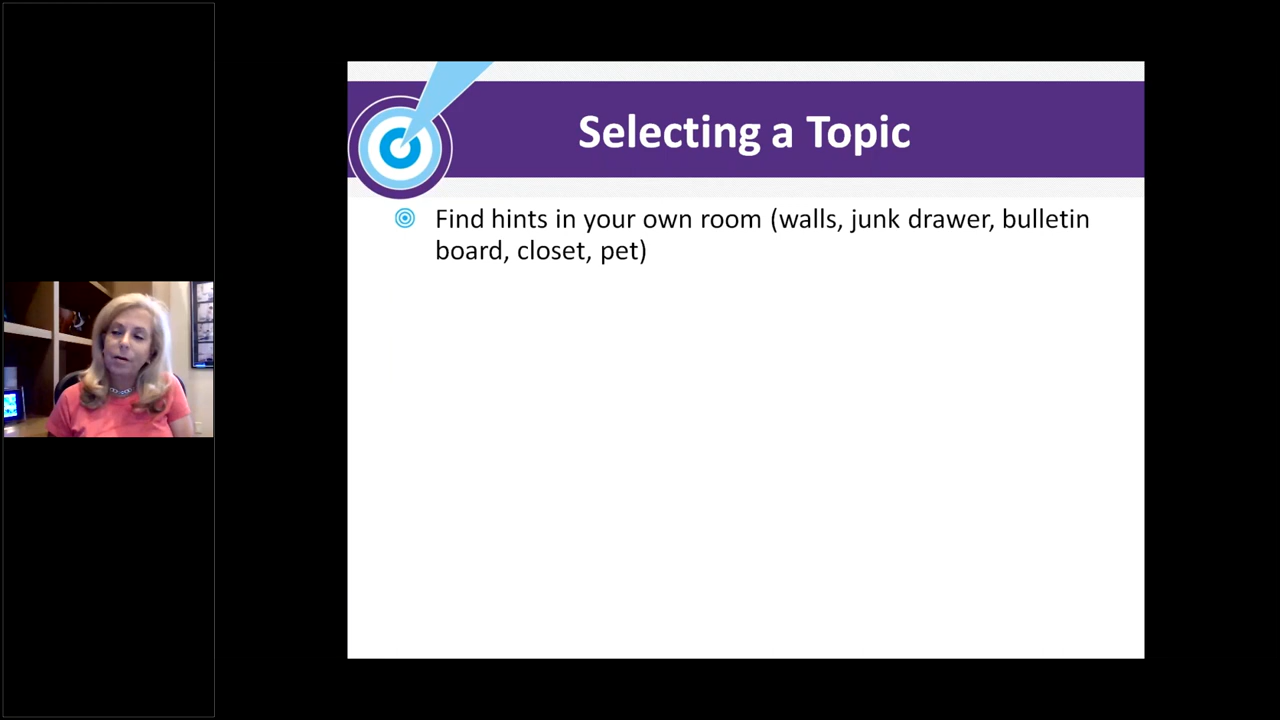 Selecting a Topic
Find hints in your own room (walls, junk drawer, bulletin
board, closet, pet)